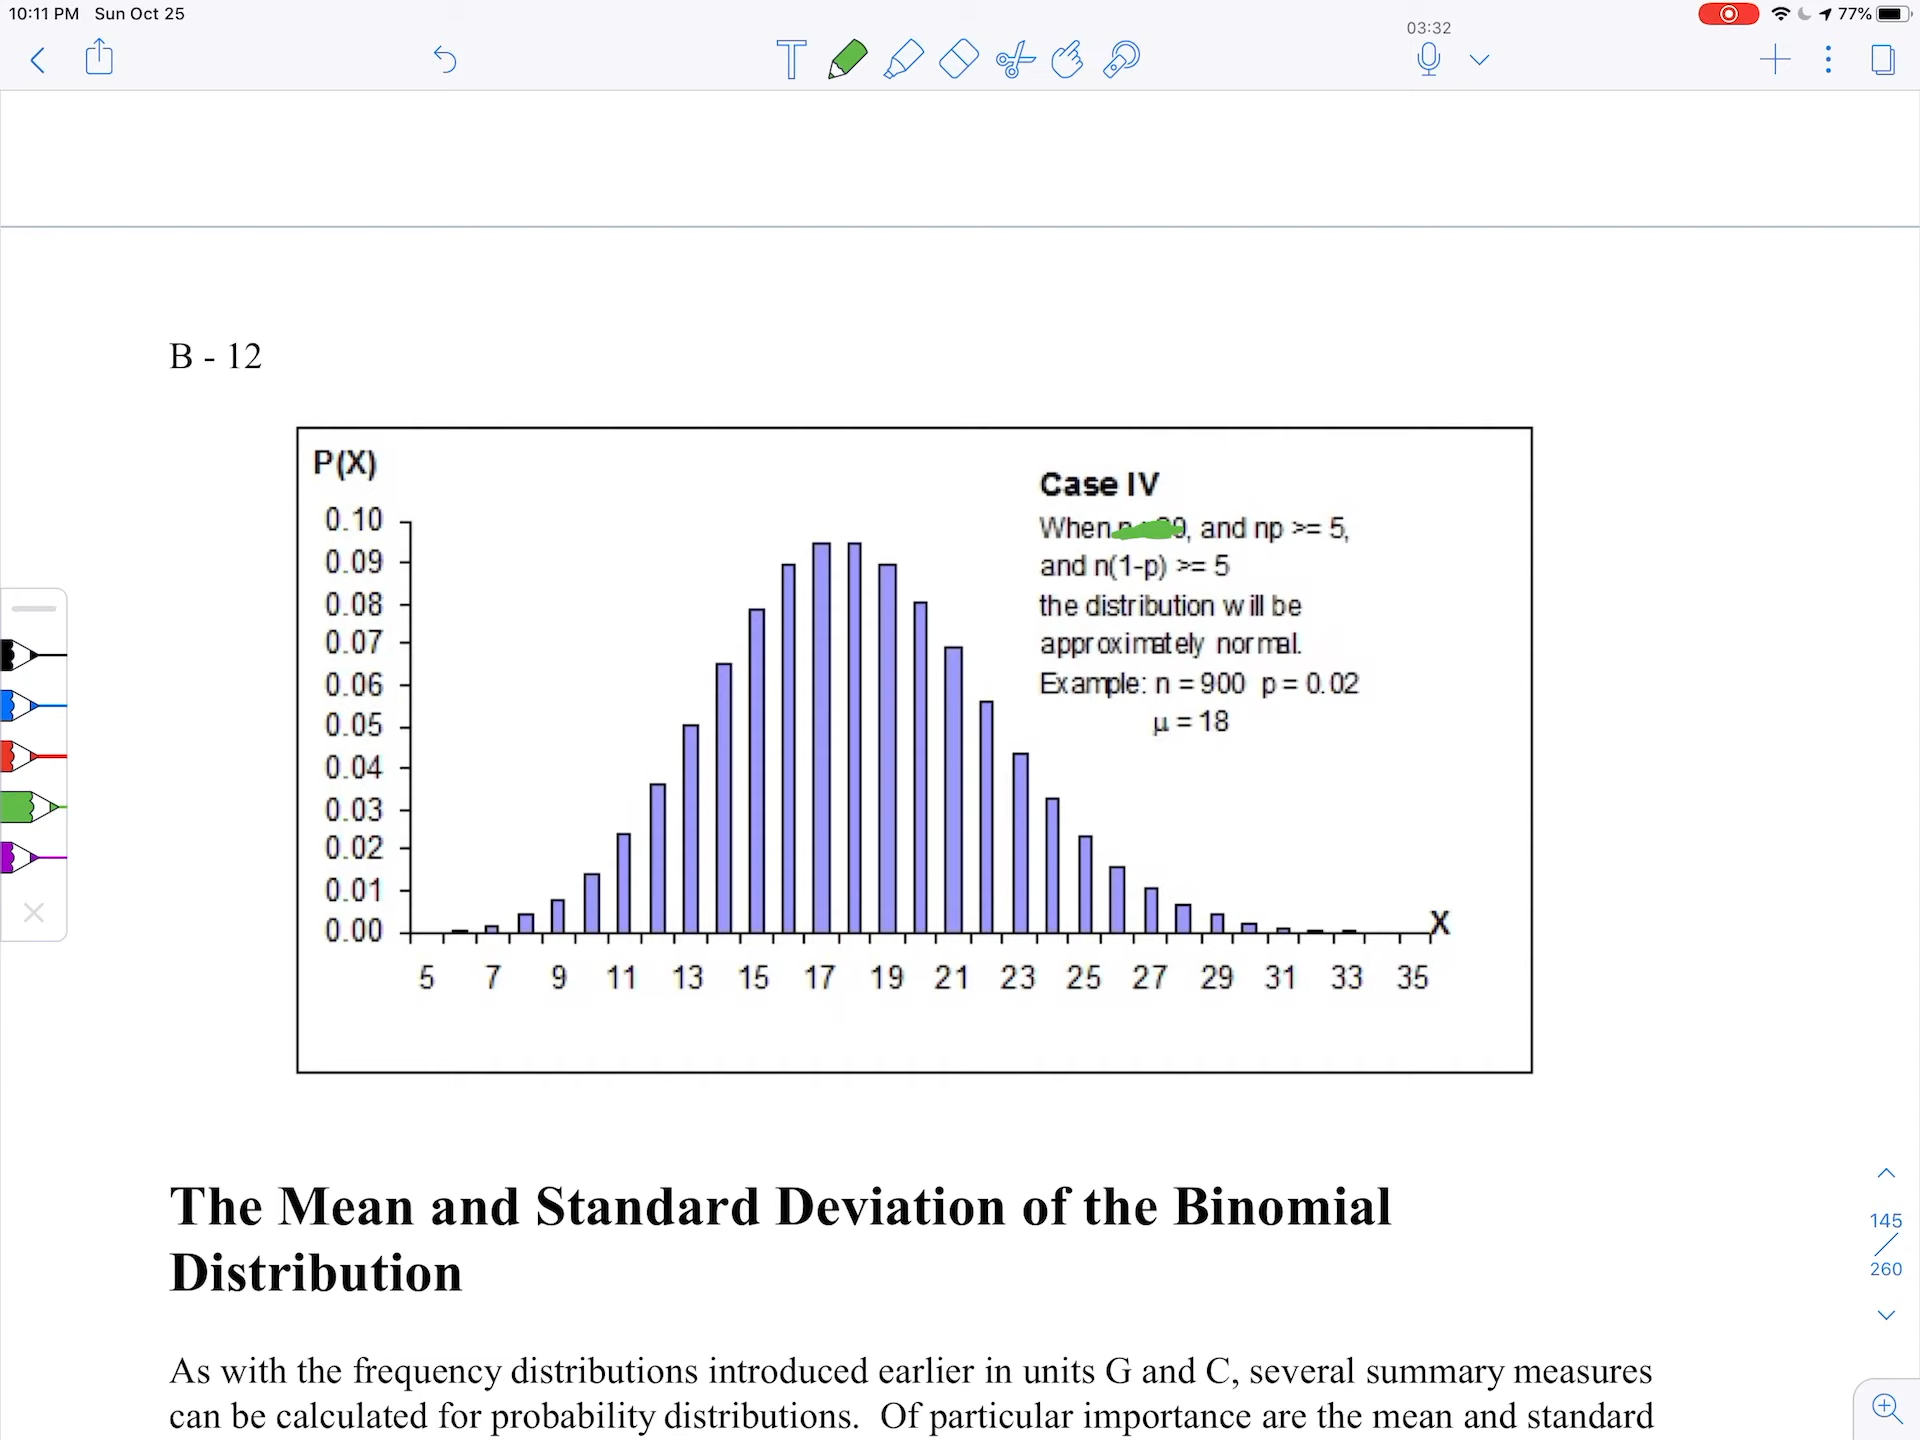 10:11 PM Sun Oct 25
77%
03:32
B - 12
P(X)
0.10
0.09
0.08
0.07
0.06
0.05
0.04
0.03
0.02
0.01
0.00
5 7 9 11 13 15 17 19 21 23 25 27 29 31 33 35
X
Case IV
When , and np >= 5,
and n(1-p) >= 5
the distribution will be
approximately normal.
Example: n = 900 p = 0.02
μ = 18
The Mean and Standard Deviation of the Binomial
Distribution
As with the frequency distributions introduced earlier in units G and C, several summary measures
can be calculated for probability distributions. Of particular importance are the mean and standard
145
260